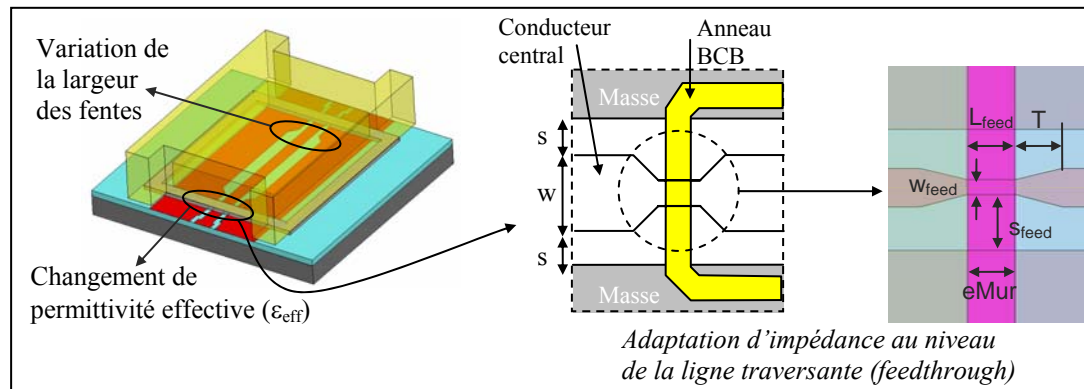 Variation de
la largeur
des fentes
Changement de
permittivité effective (εeff)
Conducteur
central
Anneau
BCB
Masse
S
W
S
Masse
Lfeed
T
wfeed
sfeed
eMur
Adaptation d'impédance au niveau
de la ligne traversante (feedthrough)